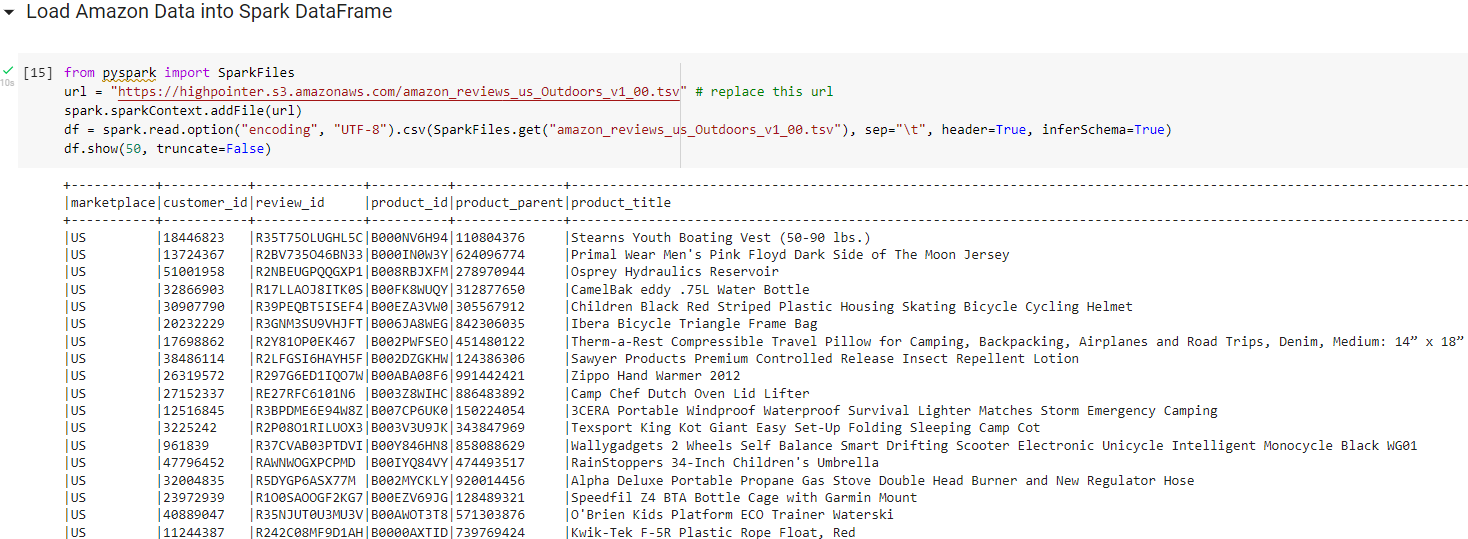 Load Amazon Data into Spark DataFrame
[15] from pyspark import SparkFiles
10s
url = "https://highpointer.s3.amazonaws.com/amazon_reviews_us_Outdoors_v1_00.tsv" # replace this url
spark.sparkContext.addFile(url)
df = spark.read.option("encoding", "UTF-8").csv(SparkFiles.get("amazon_reviews_us_Outdoors_v1_00.tsv"), sep="\t", header=True, inferSchema=True)
df.show(50, truncate=False)
|marketplace|customer_id|review_id     |product_id|product_parent|product_title
|US         |18446823   |R35T75OLUGHL5C|B000NV6H94|110804376     |Stearns Youth Boating Vest (50-90 lbs.)
|US         |13724367   |R2BV735O46BN33|B000IN0W3Y|624096774     |Primal Wear Men's Pink Floyd Dark Side of The Moon Jersey
|US         |51001958   |R2NBEUGPQQGXP1|B008RBJXFM|278970944     |Osprey Hydraulics Reservoir
|US         |32866903   |R17LLAOJ8ITK0S|B00FK8WUQY|312877650     |CamelBak eddy .75L Water Bottle
|US         |30907790   |R39PEQBT5ISEF4|B00EZA3VW0|305567912     |Children Black Red Striped Plastic Housing Skating Bicycle Cycling Helmet
|US         |20232229   |R3GNM3SU9VHJFT|B006JA8WEG|842306035     |Ibera Bicycle Triangle Frame Bag
|US         |17698862   |R2Y81OP0EK467 |B002PWFSEO|451480122     |Therm-a-Rest Compressible Travel Pillow for Camping, Backpacking, Airplanes and Road Trips, Denim, Medium: 14” x 18”
|US         |38486114   |R2LFGSI6HAYH5F|B002DZGKHW|124386306     |Sawyer Products Premium Controlled Release Insect Repellent Lotion
|US         |26319572   |R297G6ED1IQO7W|B00ABA08F6|991442421     |Zippo Hand Warmer 2012
|US         |27152337   |RE27RFC6101N6 |B003Z8WIHC|886483892     |Camp Chef Dutch Oven Lid Lifter
|US         |12516845   |R3BPDME6E94W8Z|B007CP6UK0|150224054     |3CERA Portable Windproof Waterproof Survival Lighter Matches Storm Emergency Camping
|US         |3225242    |R2P08O1RILUOX3|B003V3U9JK|343847969     |Texsport King Kot Giant Easy Set-Up Folding Sleeping Camp Cot
|US         |961839     |R37CVAB03PTDVI|B00Y846HN8|858088629     |Wallygadgets 2 Wheels Self Balance Smart Drifting Scooter Electronic Unicycle Intelligent Monocycle Black WG01
|US         |47796452   |RAWNWOGXPCPMD |B00IYQ84VY|474493517     |RainStoppers 34-Inch Children's Umbrella
|US         |32004835   |R5DYGP6ASX77M |B002MYCKLY|920014456     |Alpha Deluxe Portable Propane Gas Stove Double Head Burner and New Regulator Hose
|US         |23972939   |R1O0SAOOGF2KG7|B00EZV69JG|128489321     |Speedfil Z4 BTA Bottle Cage with Garmin Mount
|US         |40889047   |R35NJUT0U3MU3V|B00AWOT3T8|571303876     |O'Brien Kids Platform ECO Trainer Waterski
|US         |11244387   |R242C08MF9D1AH|B0000AXTID|739769424     |Kwik-Tek F-5R Plastic Rope Float, Red